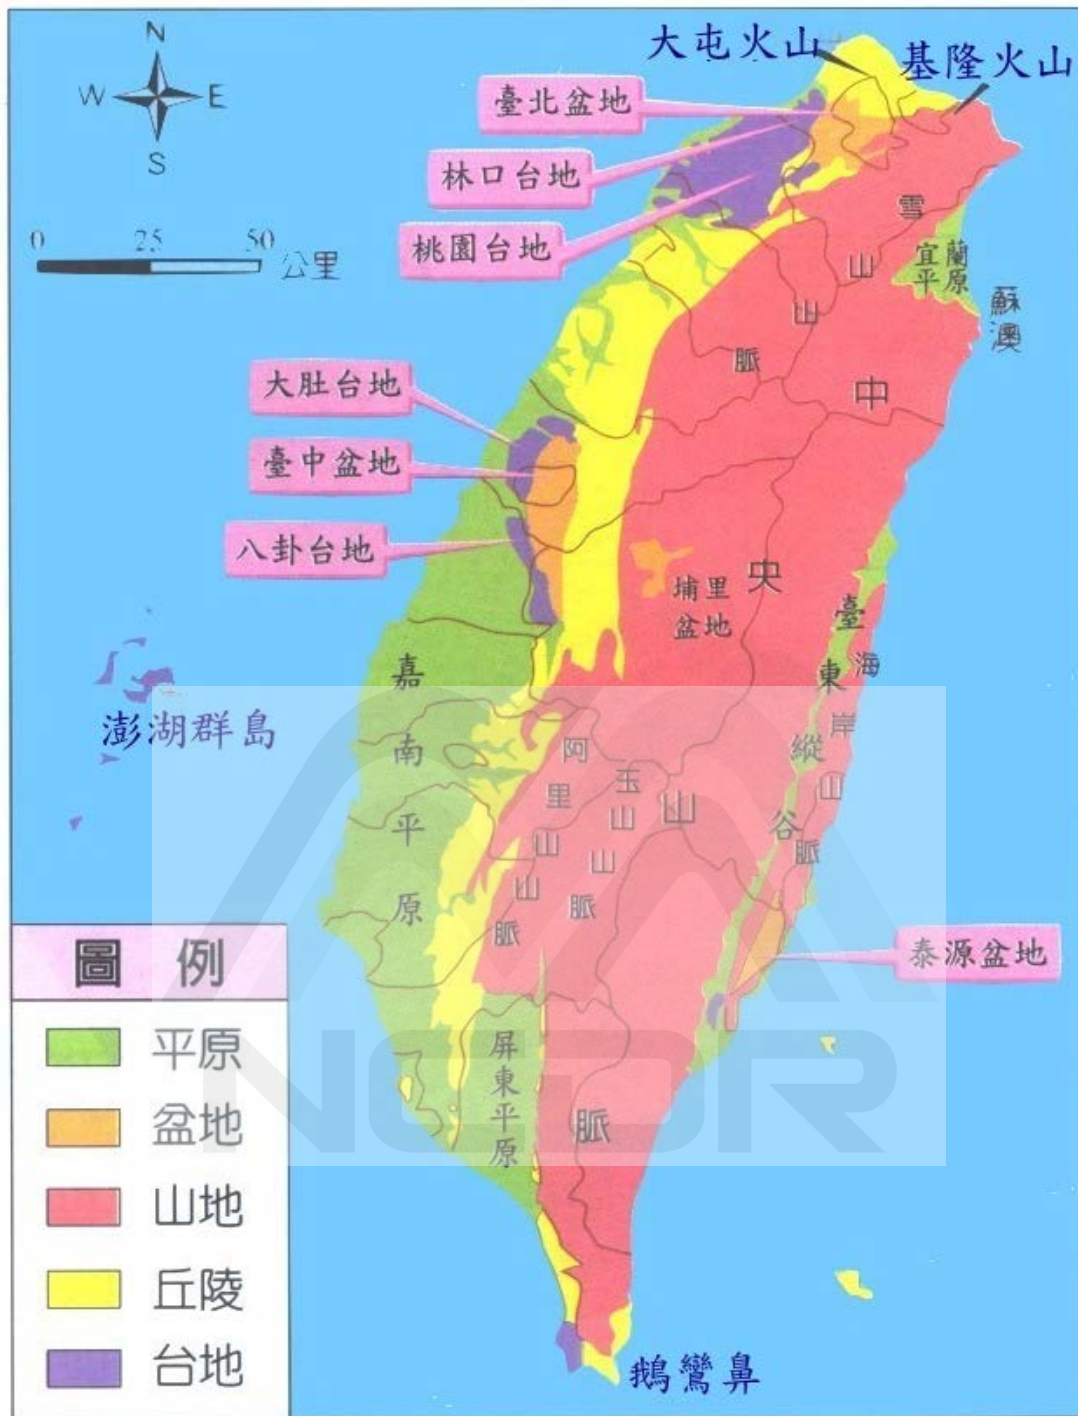 N
W E
S
0 25 50 公里
大屯火山
基隆火山
臺北盆地
林口台地
桃園台地
雪山山脈
宜蘭平原
蘇澳
大肚台地
臺中盆地
八卦台地
中央山脈
埔里
盆地
臺東縱谷
海岸山脈
澎湖群島
嘉南平原
阿里山山脈
玉山山脈
泰源盆地
屏東平原
鵝鸞鼻
圖例
平原
盆地
山地
丘陵
台地
NCDR